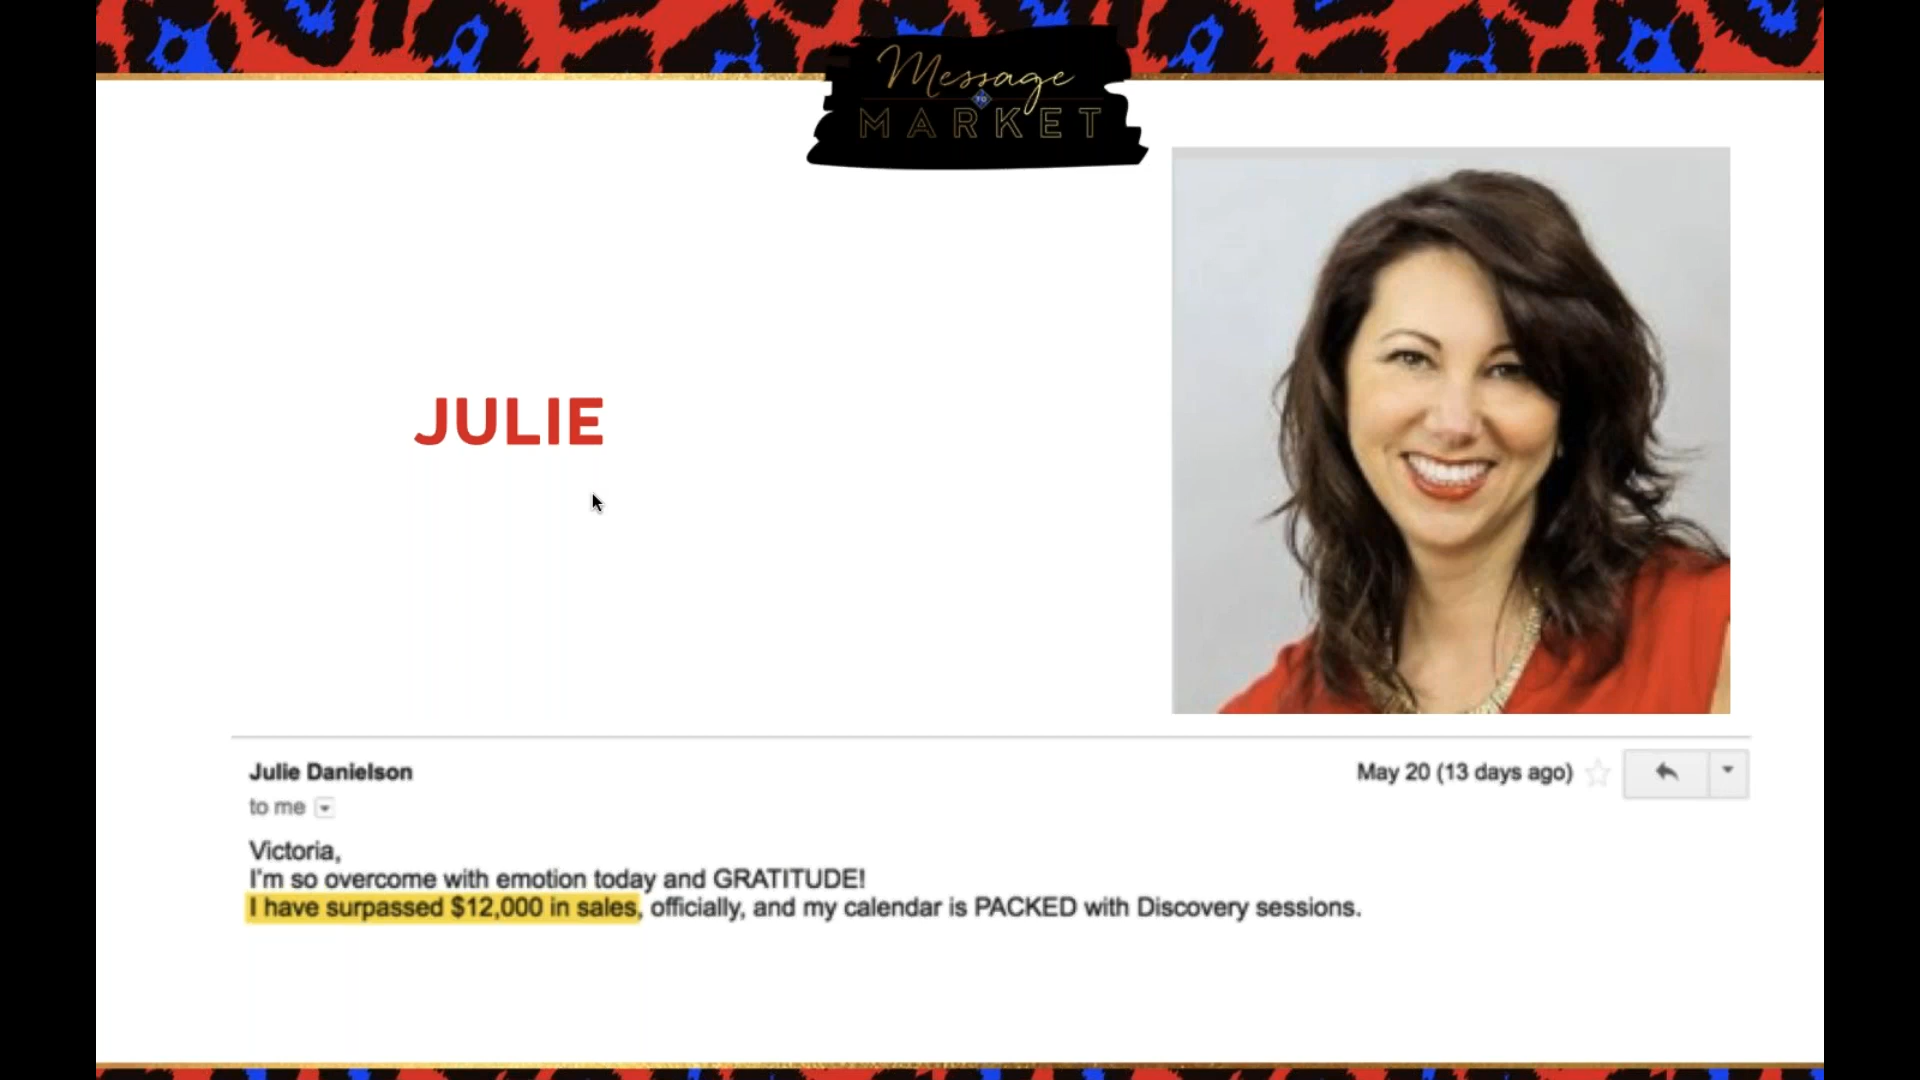 Message
TO
MARKET
JULIE
Julie Danielson
May 20 (13 days ago)
to me
Victoria,
I'm so overcome with emotion today and GRATITUDE!
I have surpassed $12,000 in sales, officially, and my calendar is PACKED with Discovery sessions.